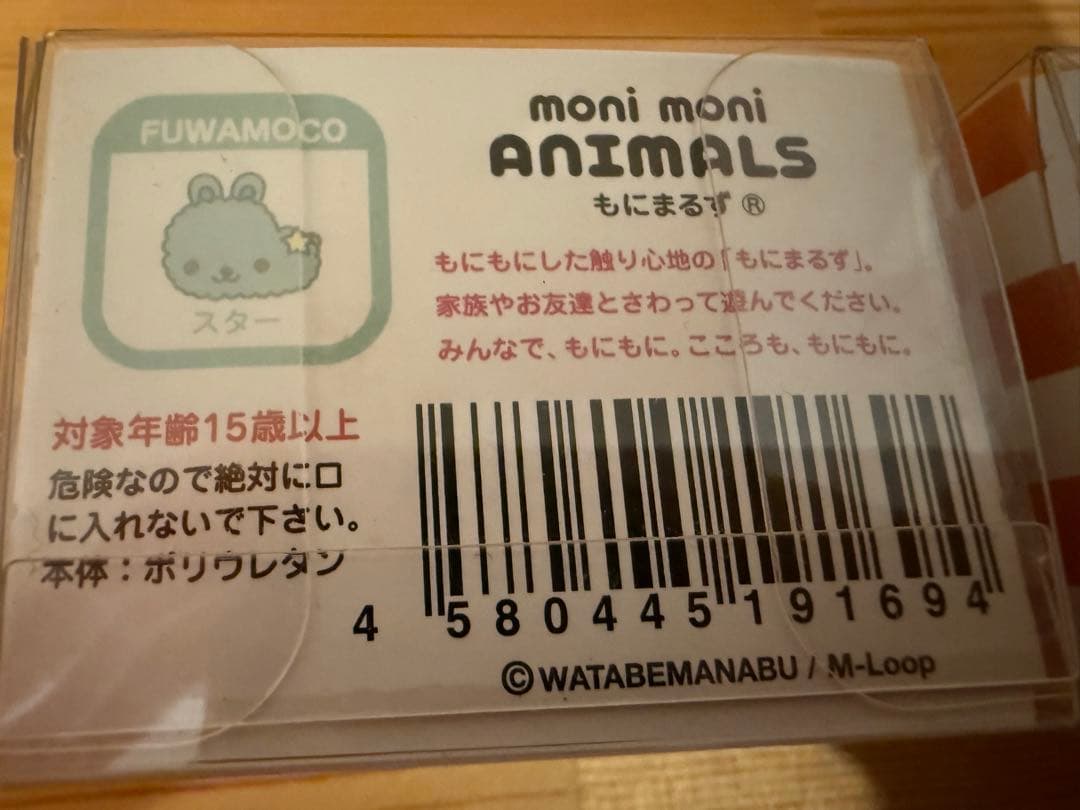 FUWAMOCO
スター
moni moni
ANIMALS
もにまるず®
もにもにした触り心地の「もにまるず」。
家族やお友達とさわって遊んでください。
みんなで、もにもに。こころも、もにもに。
対象年齢15歳以上
危険なので絶対に口
に入れないで下さい。
本体：ポリウレタン
4 580445 191694
©WATABEMANABU / M-Loop